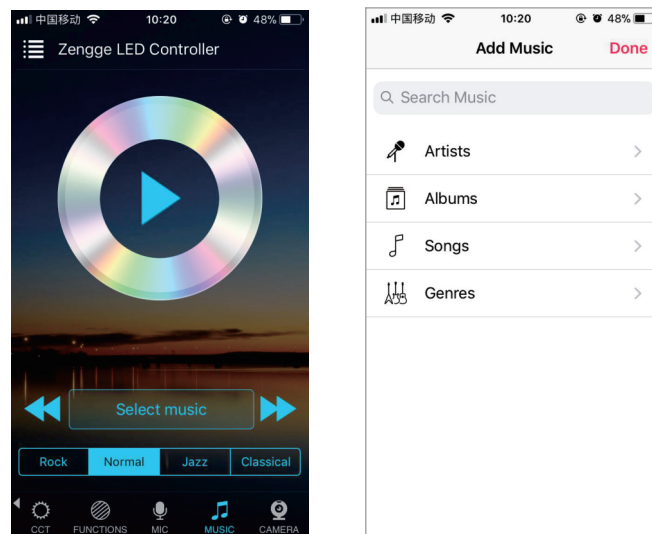 中国移动 10:20 48%
Zengge LED Controller
Select music
Rock Normal Jazz Classical
CCT FUNCTIONS MIC MUSIC CAMERA
中国移动 10:20 48%
Add Music Done
Search Music
Artists
Albums
Songs
Genres